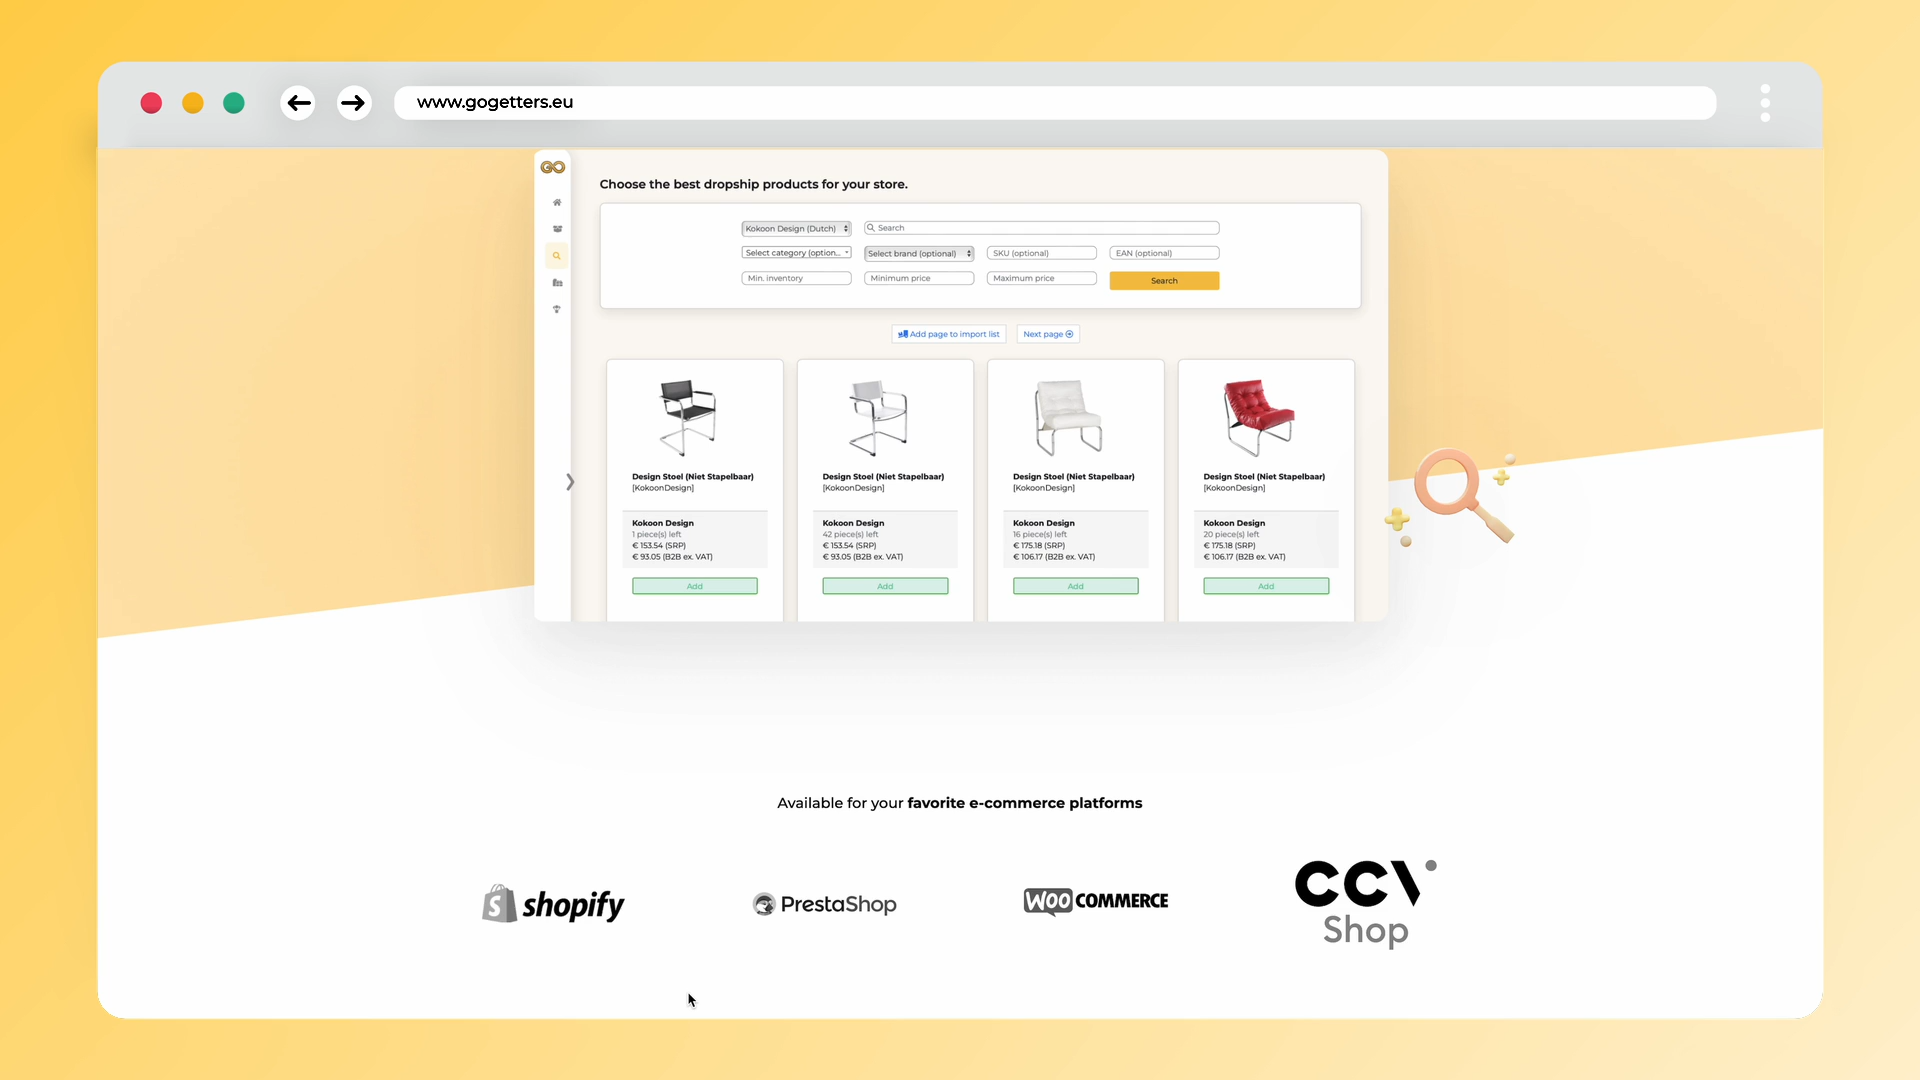 www.gogetters.eu
GO
Choose the best dropship products for your store.
Kokoon Design (Dutch)
Search
Select category (option...
Select brand (optional)
SKU (optional)
EAN (optional)
Min. inventory
Minimum price
Maximum price
Search
Add page to import list
Next page
Design Stoel (Niet Stapelbaar)
[KokoonDesign]
Kokoon Design
1 piece(s) left
€ 153.54 (SRP)
€ 93.05 (B2B ex. VAT)
Add
Design Stoel (Niet Stapelbaar)
[KokoonDesign]
Kokoon Design
42 piece(s) left
€ 153.54 (SRP)
€ 93.05 (B2B ex. VAT)
Add
Design Stoel (Niet Stapelbaar)
[KokoonDesign]
Kokoon Design
16 piece(s) left
€ 175.18 (SRP)
€ 106.17 (B2B ex. VAT)
Add
Design Stoel (Niet Stapelbaar)
[KokoonDesign]
Kokoon Design
20 piece(s) left
€ 175.18 (SRP)
€ 106.17 (B2B ex. VAT)
Add
Available for your favorite e-commerce platforms
shopify
PrestaShop
WOO COMMERCE
CCV
Shop